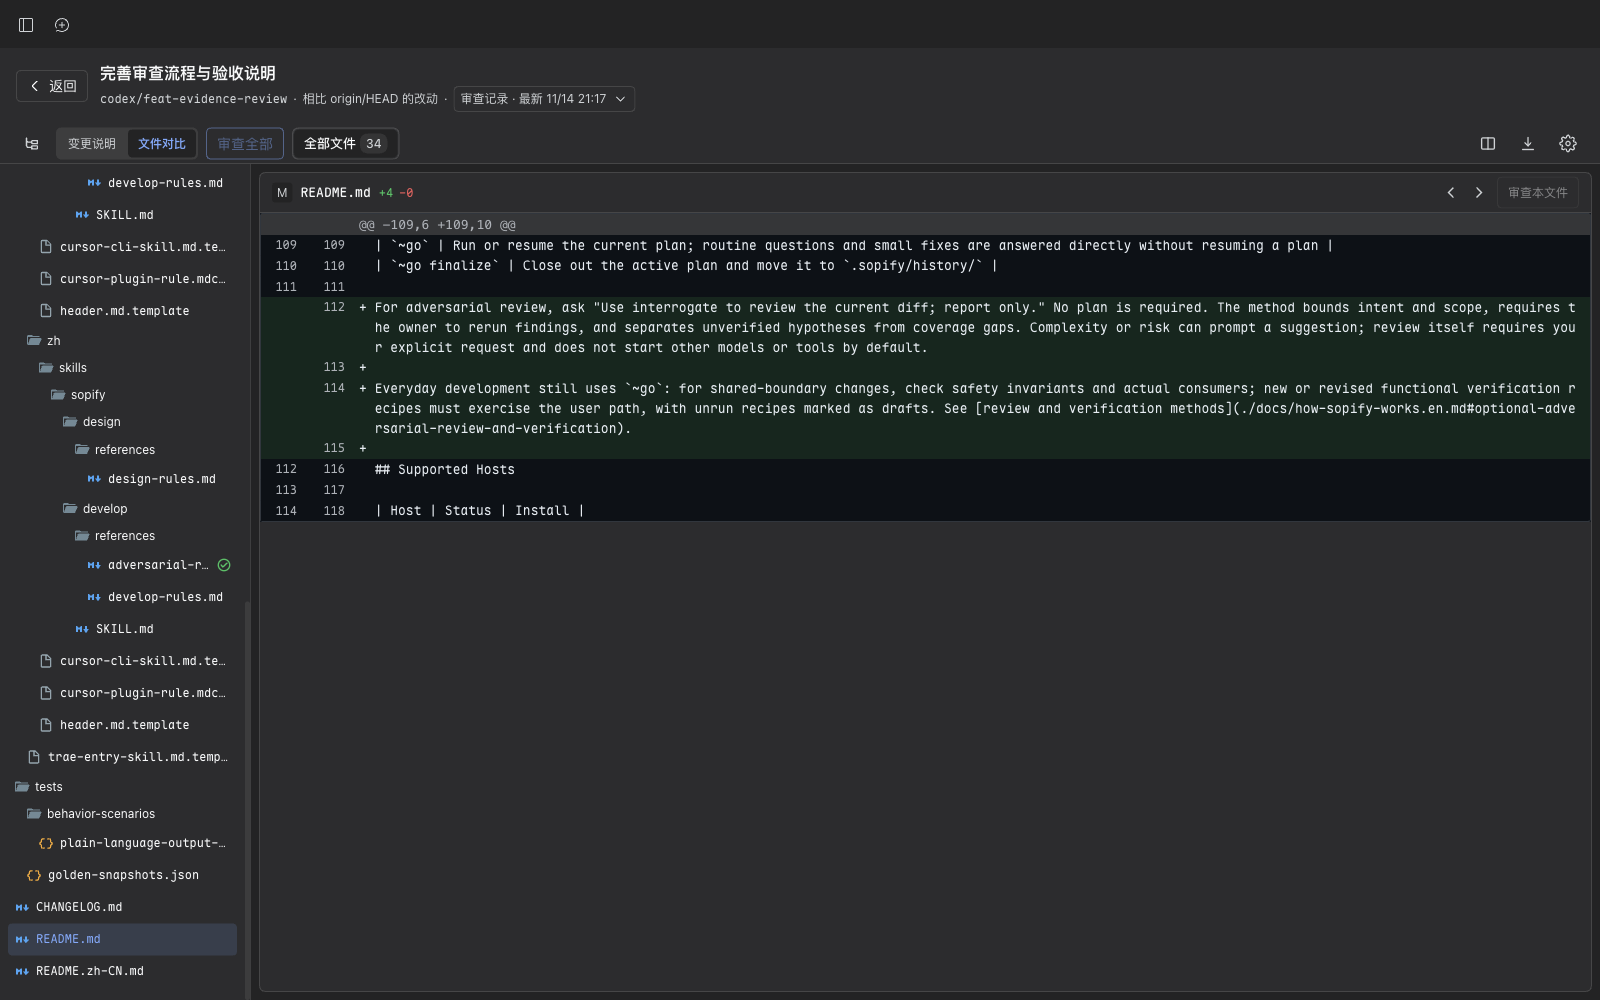 返回
完善审查流程与验收说明
codex/feat-evidence-review · 相比 origin/HEAD 的改动 ·
审查记录 · 最新 11/14 21:17
变更说明
文件对比
审查全部
全部文件 34
develop-rules.md
SKILL.md
cursor-cli-skill.md.te…
cursor-plugin-rule.mdc…
header.md.template
zh
skills
sopify
design
references
design-rules.md
develop
references
adversarial-r…
develop-rules.md
SKILL.md
cursor-cli-skill.md.te…
cursor-plugin-rule.mdc…
header.md.template
trae-entry-skill.md.temp…
tests
behavior-scenarios
plain-language-output-…
golden-snapshots.json
CHANGELOG.md
README.md
README.zh-CN.md
M README.md +4 -0
审查本文件
@@ -109,6 +109,10 @@
109 109 | `~go` | Run or resume the current plan; routine questions and small fixes are answered directly without resuming a plan |
110 110 | `~go finalize` | Close out the active plan and move it to `.sopify/history/` |
111 111
112 + For adversarial review, ask "Use interrogate to review the current diff; report only." No plan is required. The method bounds intent and scope, requires t
he owner to rerun findings, and separates unverified hypotheses from coverage gaps. Complexity or risk can prompt a suggestion; review itself requires you
r explicit request and does not start other models or tools by default.
113 +
114 + Everyday development still uses `~go`: for shared-boundary changes, check safety invariants and actual consumers; new or revised functional verification r
ecipes must exercise the user path, with unrun recipes marked as drafts. See [review and verification methods](./docs/how-sopify-works.en.md#optional-adve
rsarial-review-and-verification).
115 +
112 116 ## Supported Hosts
113 117
114 118 | Host | Status | Install |